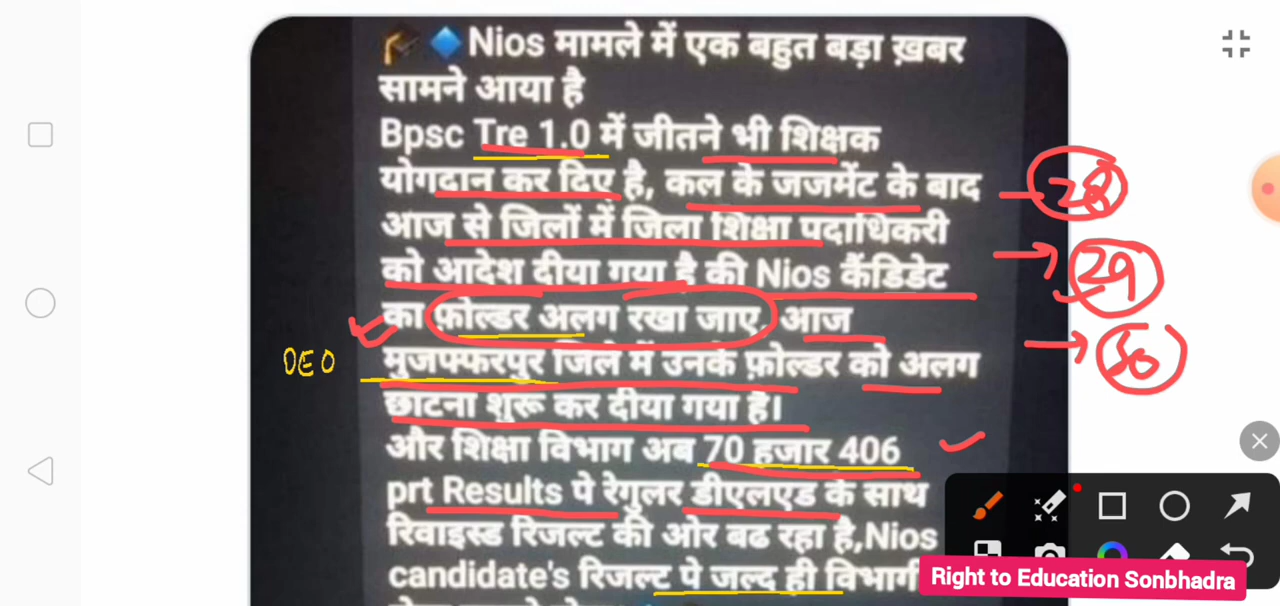 Nios मामले में एक बहुत बड़ा ख़बर
सामने आया है
Bpsc Tre 1.0 में जीतने भी शिक्षक
योगदान कर दिए है, कल के जजमेंट के बाद
28
आज से जिलों में जिला शिक्षा पदाधिकरी
को आदेश दीया गया है की Nios कैंडिडेट
29
का फ़ोल्डर अलग रखा जाए, आज
DEO
मुजफ्फरपुर जिले में उनके फ़ोल्डर को अलग
30
छाटना शुरू कर दीया गया है।
और शिक्षा विभाग अब 70 हजार 406
prt Results पे रेगुलर डीएलएड के साथ
रिवाइस्ड रिजल्ट की ओर बढ रहा है,Nios
candidate's रिजल्ट पे जल्द ही
Right to Education Sonbhadra